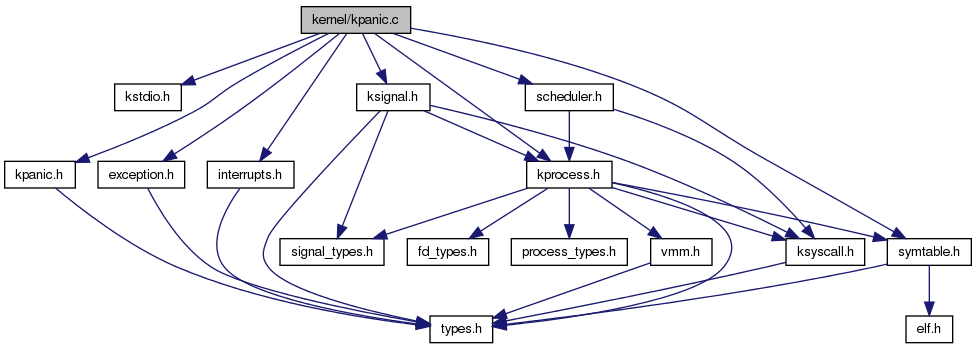 kernel/kpanic.c
kstdio.h
ksignal.h
scheduler.h
kpanic.h
exception.h
interrupts.h
kprocess.h
signal_types.h
fd_types.h
process_types.h
vmm.h
ksyscall.h
symtable.h
types.h
elf.h